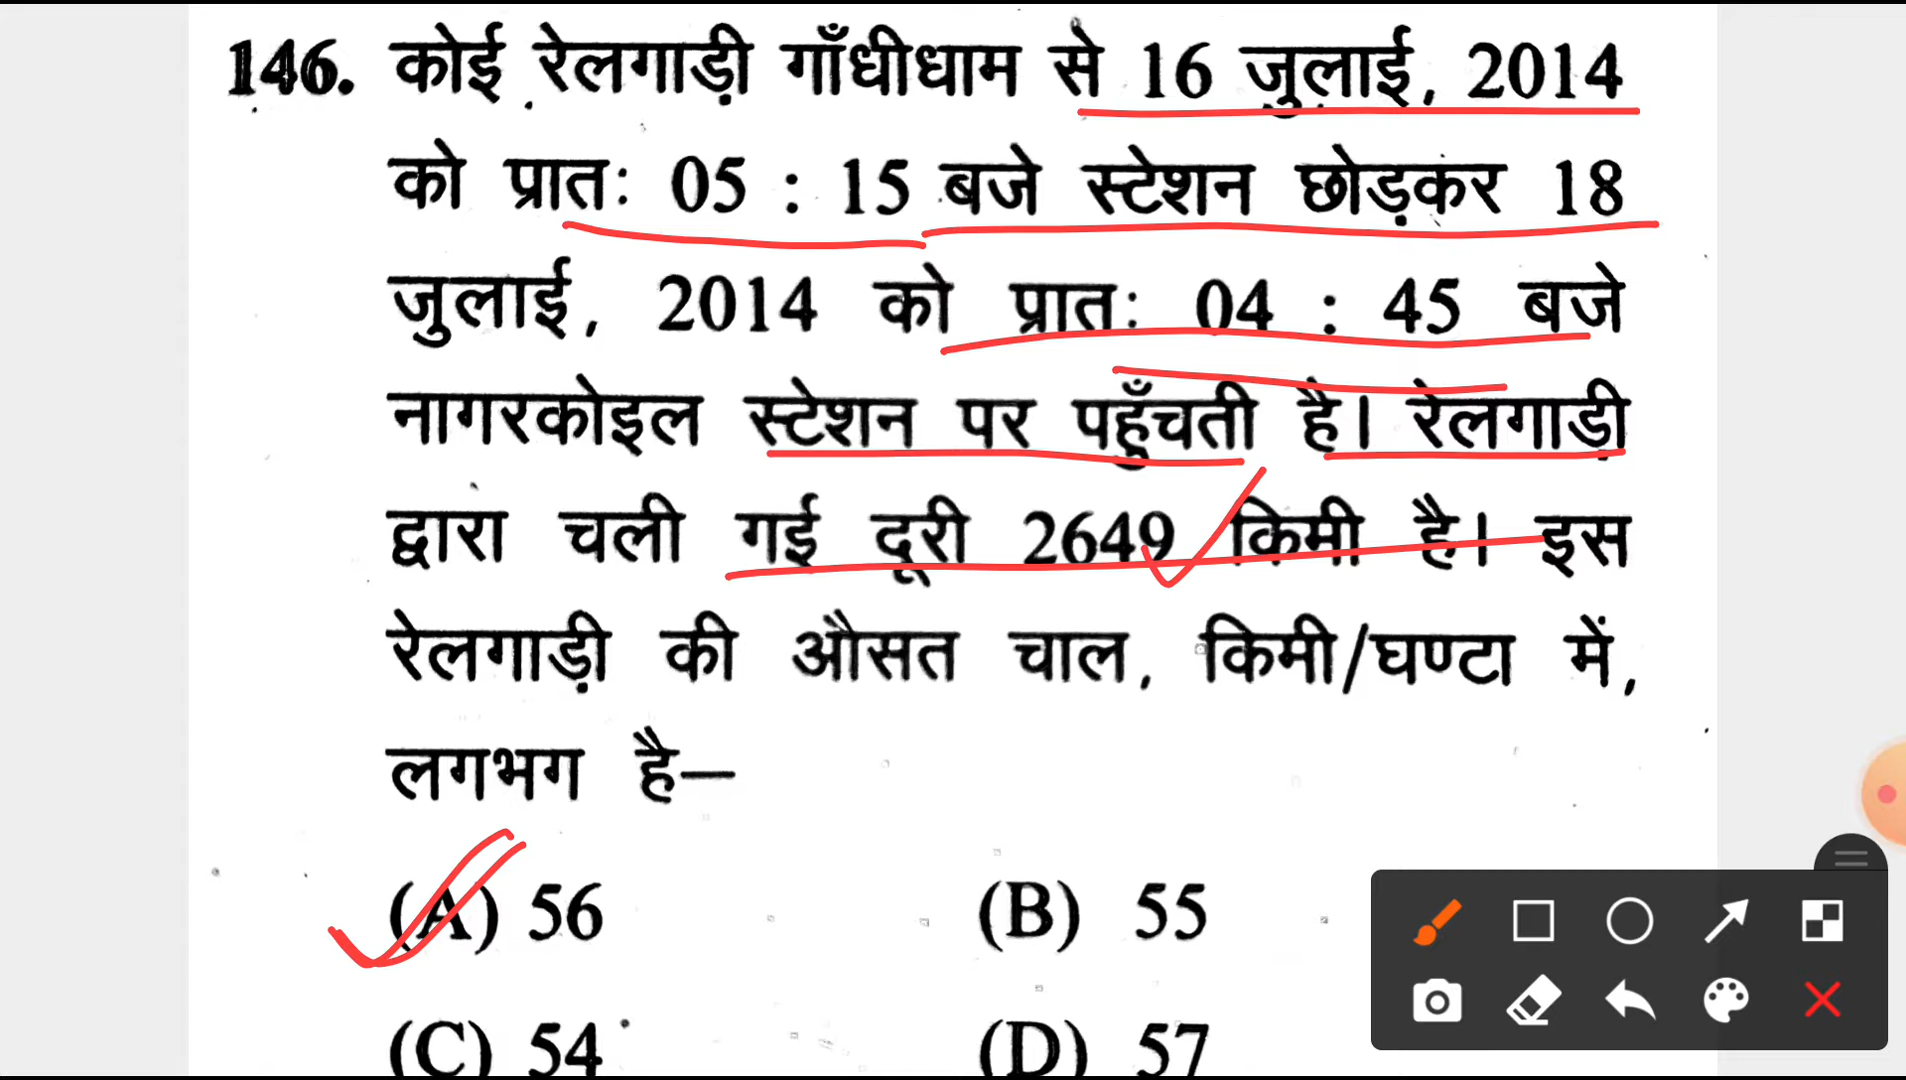 146. कोई रेलगाड़ी गाँधीधाम से 16 जुलाई, 2014
को प्रातः 05 : 15 बजे स्टेशन छोड़कर 18
जुलाई, 2014 को प्रातः 04 : 45 बजे
नागरकोइल स्टेशन पर पहुँचती है। रेलगाड़ी
द्वारा चली गई दूरी 2649 किमी है। इस
रेलगाड़ी की औसत चाल, किमी/घण्टा में,
लगभग है—
(A) 56 (B) 55
(C) 54 (D) 57